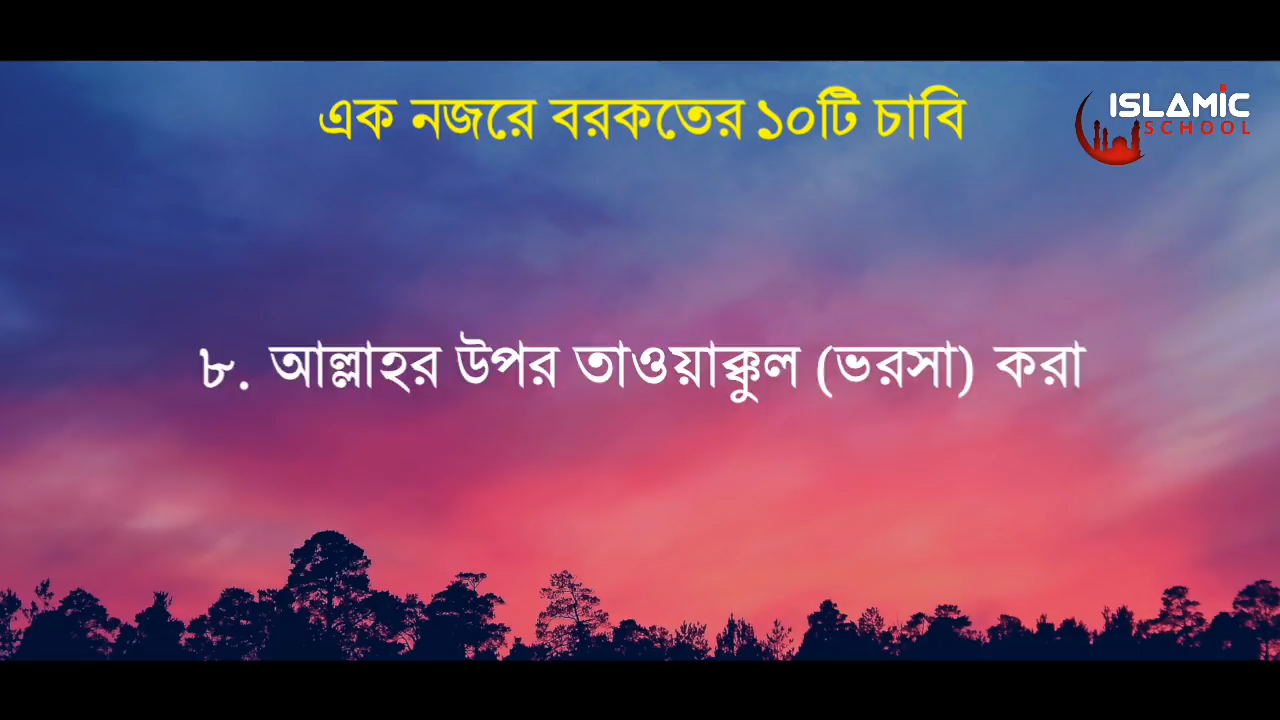 এক নজরে বরকতের ১০টি চাবি
ISLAMIC
SCHOOL
৮. আল্লাহর উপর তাওয়াক্কুল (ভরসা) করা